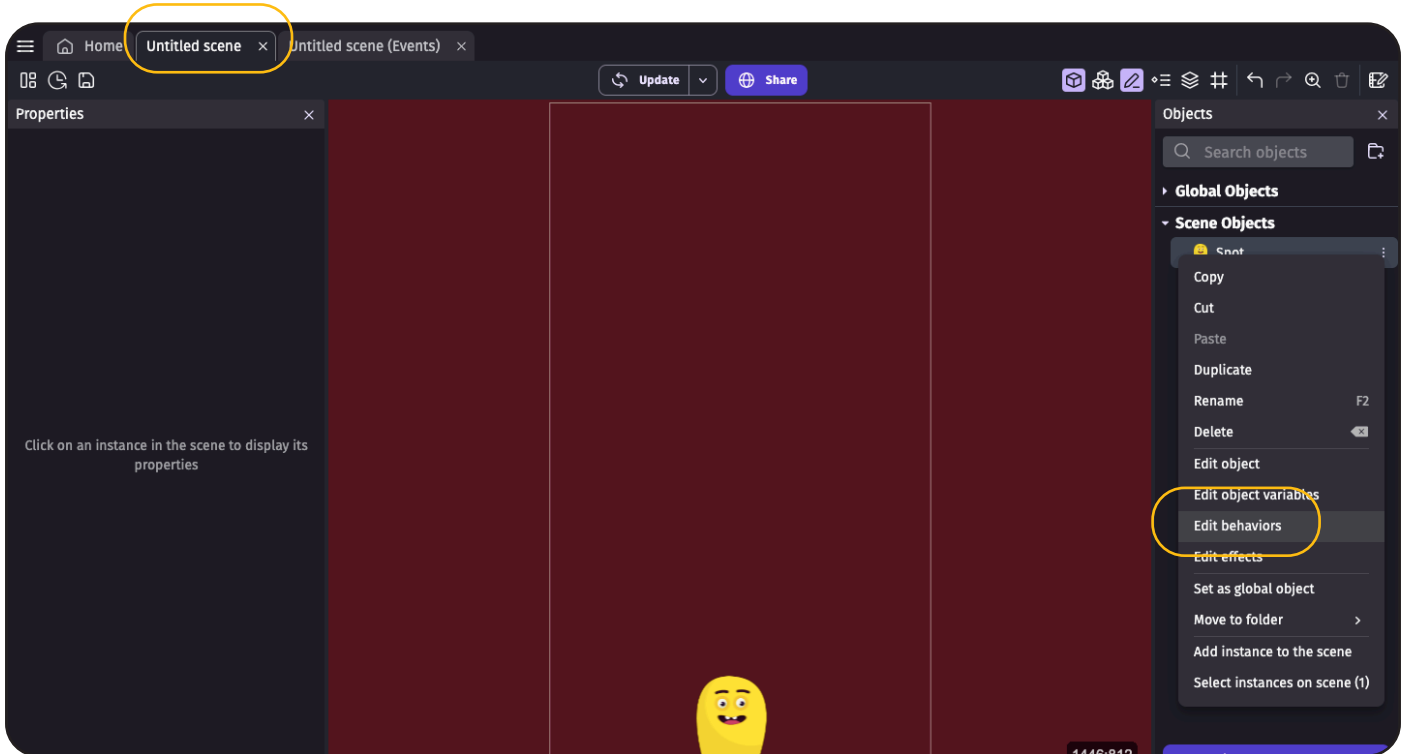 Home
Untitled scene
Untitled scene (Events)
Update
Share
Properties
Click on an instance in the scene to display its
properties
Objects
Search objects
Global Objects
Scene Objects
Spot
Copy
Cut
Paste
Duplicate
Rename F2
Delete
Edit object
Edit object variables
Edit behaviors
Edit effects
Set as global object
Move to folder
Add instance to the scene
Select instances on scene (1)